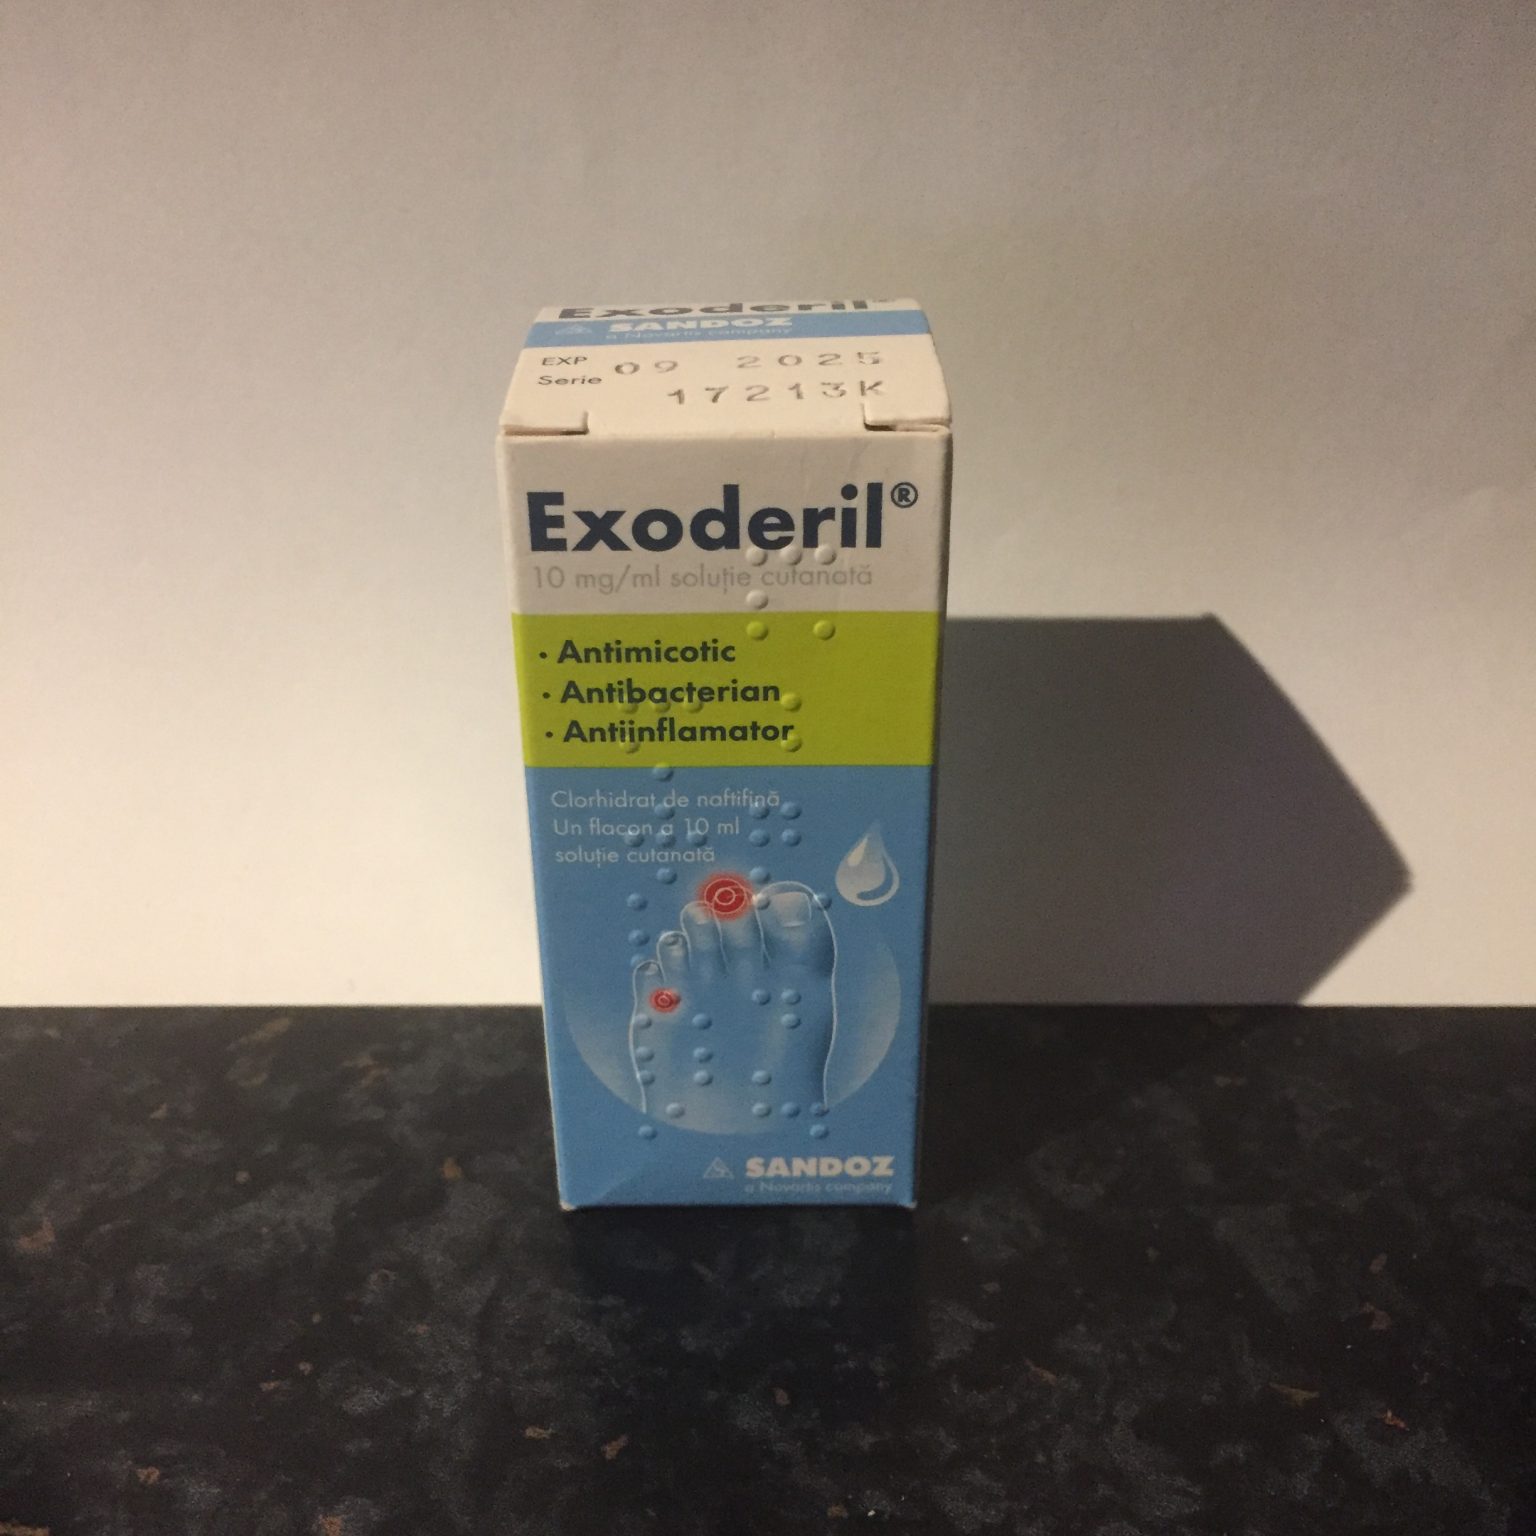 Exoderil®
SANDOZ
a Novartis company
EXP 09 2025
Serie 17213K
Exoderil®
10 mg/ml soluție cutanată
• Antimicotic
• Antibacterian
• Antiinflamator
Clorhidrat de naftifină
Un flacon a 10 ml
soluție cutanată
SANDOZ
a Novartis company